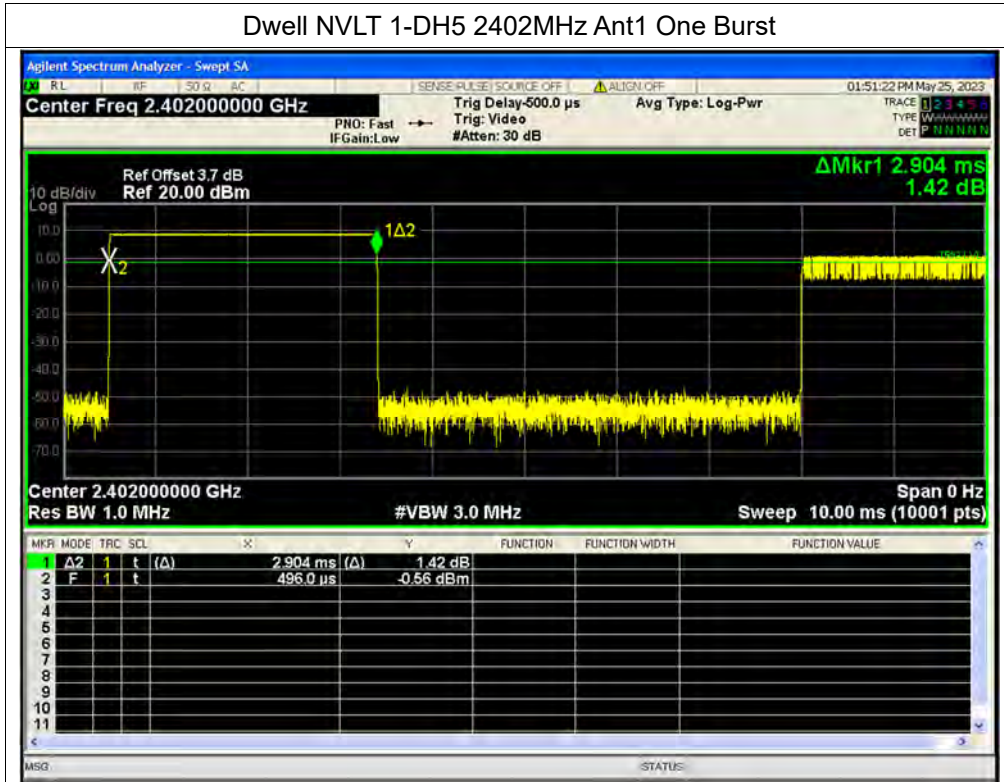 Dwell NVLT 1-DH5 2402MHz Ant1 One Burst
Agilent Spectrum Analyzer - Swept SA
LXI RL RF 50 Ω AC SENSE:PULSE SOURCE OFF ALIGN OFF 01:51:22 PM May 25, 2023
Center Freq 2.402000000 GHz Trig Delay-500.0 µs Avg Type: Log-Pwr TRACE 1 2 3 4 5 6
PNO: Fast Trig: Video TYPE W
IFGain:Low #Atten: 30 dB DET P N N N N N
ΔMkr1 2.904 ms
1.42 dB
Ref Offset 3.7 dB
10 dB/div Ref 20.00 dBm
Log
10.0
1Δ2
0.00
2
-10.0
-20.0
-30.0
-40.0
-50.0
-60.0
-70.0
Center 2.402000000 GHz Span 0 Hz
Res BW 1.0 MHz #VBW 3.0 MHz Sweep 10.00 ms (10001 pts)
MKR MODE TRC SCL X Y FUNCTION FUNCTION WIDTH FUNCTION VALUE
1 Δ2 1 t (Δ) 2.904 ms (Δ) 1.42 dB
2 F 1 t 496.0 µs -0.56 dBm
3
4
5
6
7
8
9
10
11
MSG STATUS